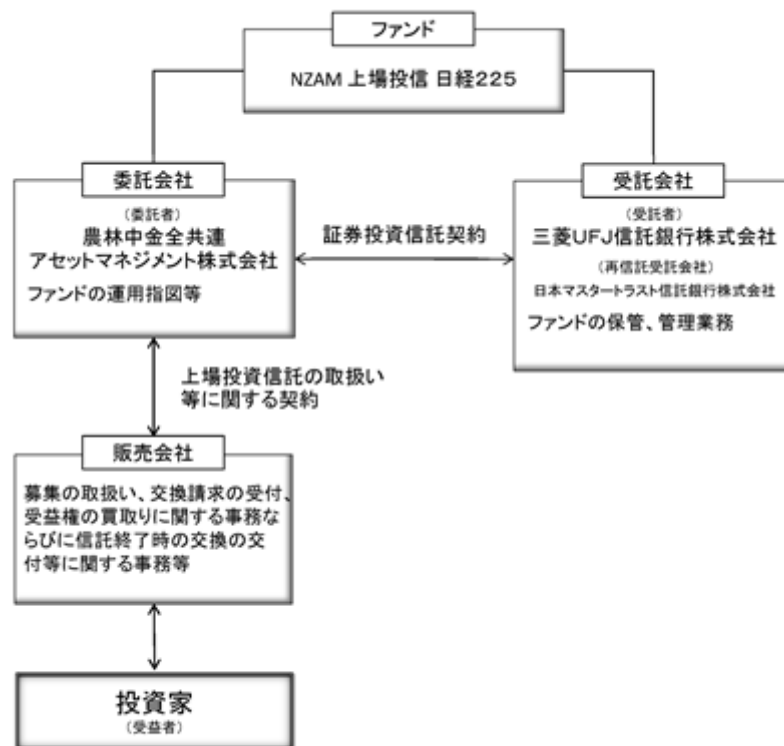 ファンド
NZAM 上場投信 日経225
委託会社
(委託者)
農林中金全共連
アセットマネジメント株式会社
ファンドの運用指図等
証券投資信託契約
受託会社
(受託者)
三菱UFJ信託銀行株式会社
(再信託受託会社)
日本マスタートラスト信託銀行株式会社
ファンドの保管、管理業務
上場投資信託の取扱い
等に関する契約
販売会社
募集の取扱い、交換請求の受付、
受益権の買取りに関する事務な
らびに信託終了時の交換の交
付等に関する事務等
投資家
(受益者)